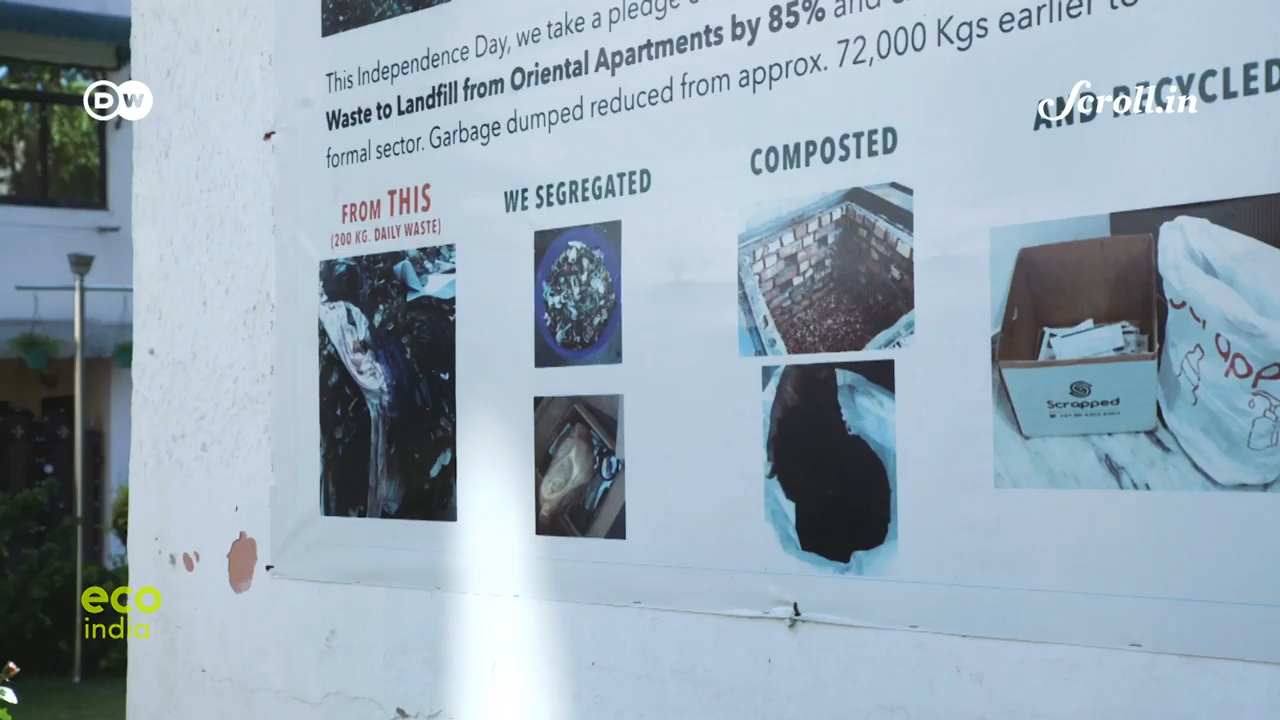 This Independence Day, we take a pledge
Waste to Landfill from Oriental Apartments by 85% and
formal sector. Garbage dumped reduced from approx. 72,000 Kgs earlier to
DW
Scroll.in
AND RECYCLED
COMPOSTED
WE SEGREGATED
FROM THIS
(200 KG. DAILY WASTE)
Scrapped
eco
india